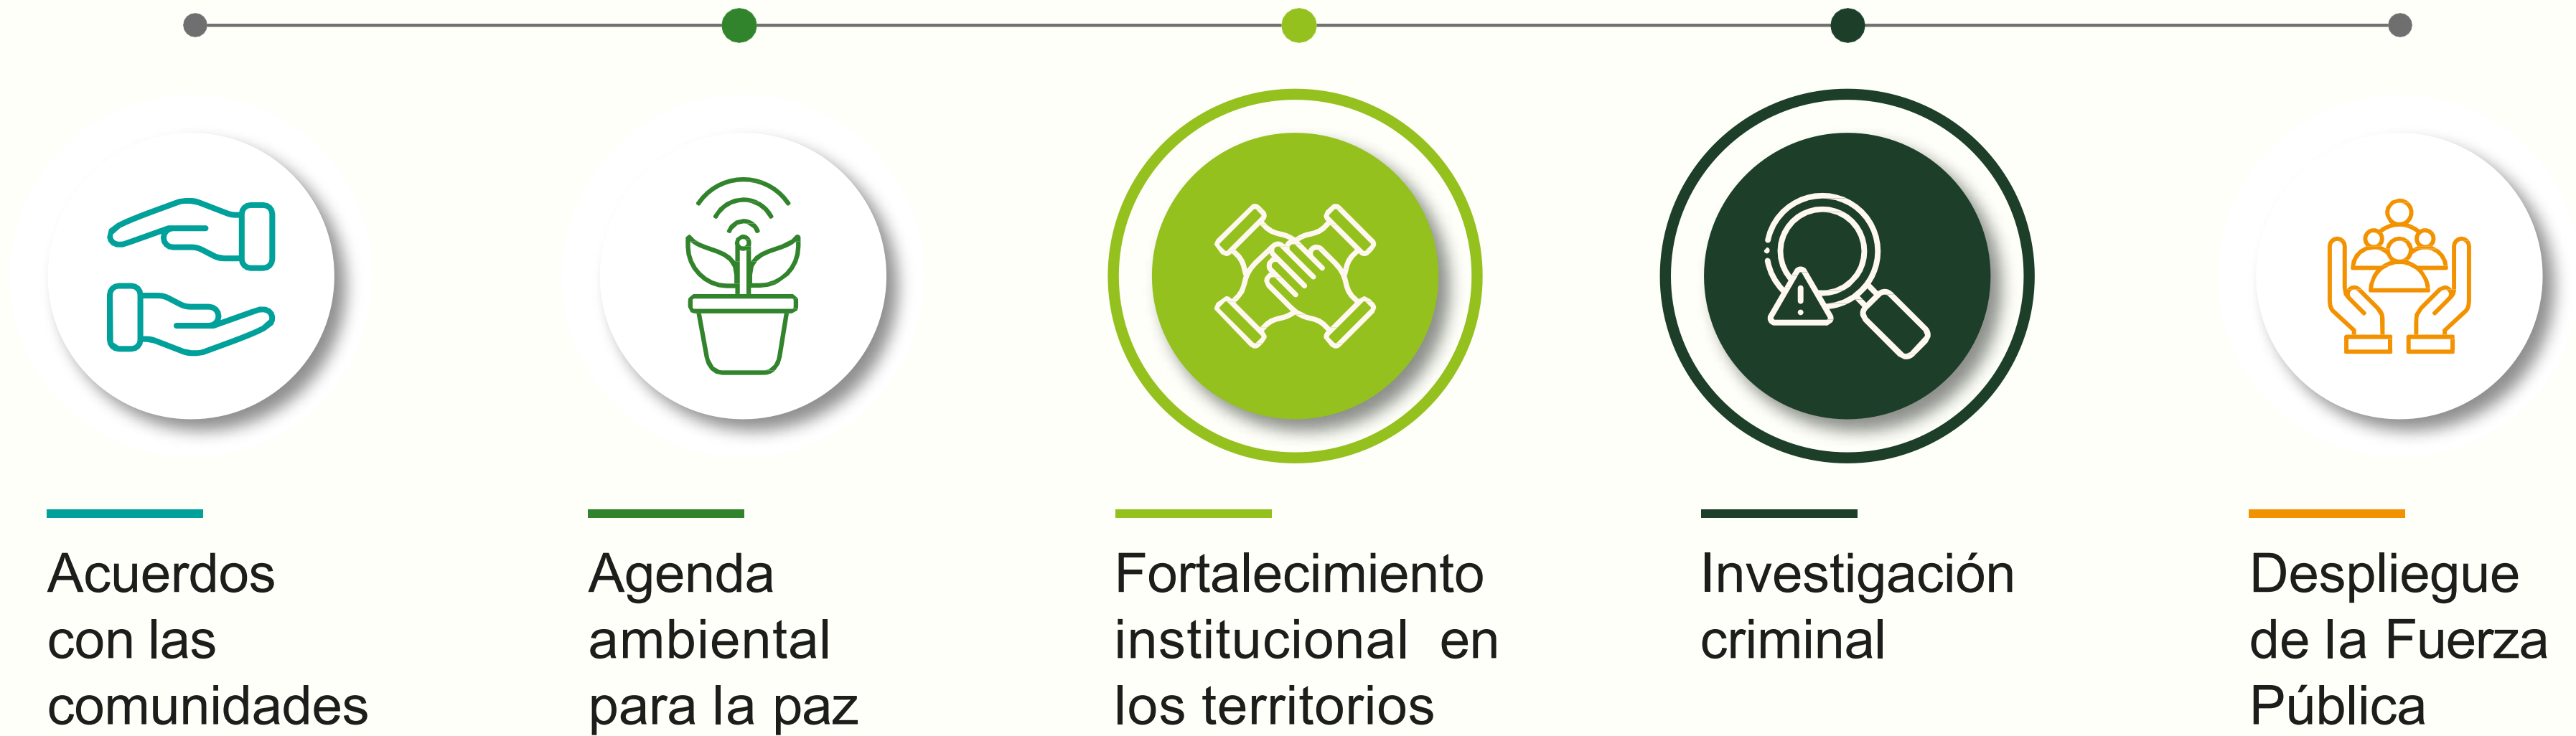 Acuerdos
con las
comunidades
Agenda
ambiental
para la paz
Fortalecimiento
institucional en
los territorios
Investigación
criminal
Despliegue
de la Fuerza
Pública